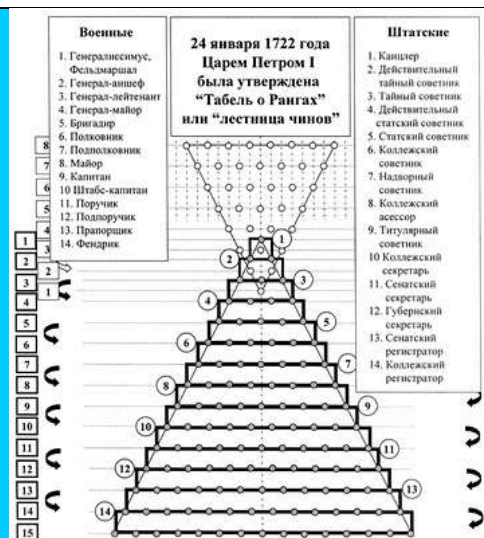 Военные
1. Генералиссимус,
Фельдмаршал
2. Генерал-аншеф
3. Генерал-лейтенант
4. Генерал-майор
5. Бригадир
6. Полковник
7. Подполковник
8. Майор
9. Капитан
10 Штабс-капитан
11. Поручик
12. Подпоручик
13. Прапорщик
14. Фендрик
24 января 1722 года
Царем Петром I
была утверждена
“Табель о Рангах”
или “лестница чинов”
Штатские
1. Канцлер
2. Действительный
тайный советник
3. Тайный советник
4. Действительный
статский советник
5. Статский советник
6. Коллежский
советник
7. Надворный
советник
8. Коллежский
асессор
9. Титулярный
советник
10 Коллежский
секретарь
11. Сенатский
секретарь
12. Губернский
секретарь
13. Сенатский
регистратор
14. Коллежский
регистратор
8
7
6
5
4
3
2
1
1
2
3
4
5
6
7
8
9
10
11
12
13
14
15
1
2
3
4
5
6
7
8
9
10
11
12
13
14